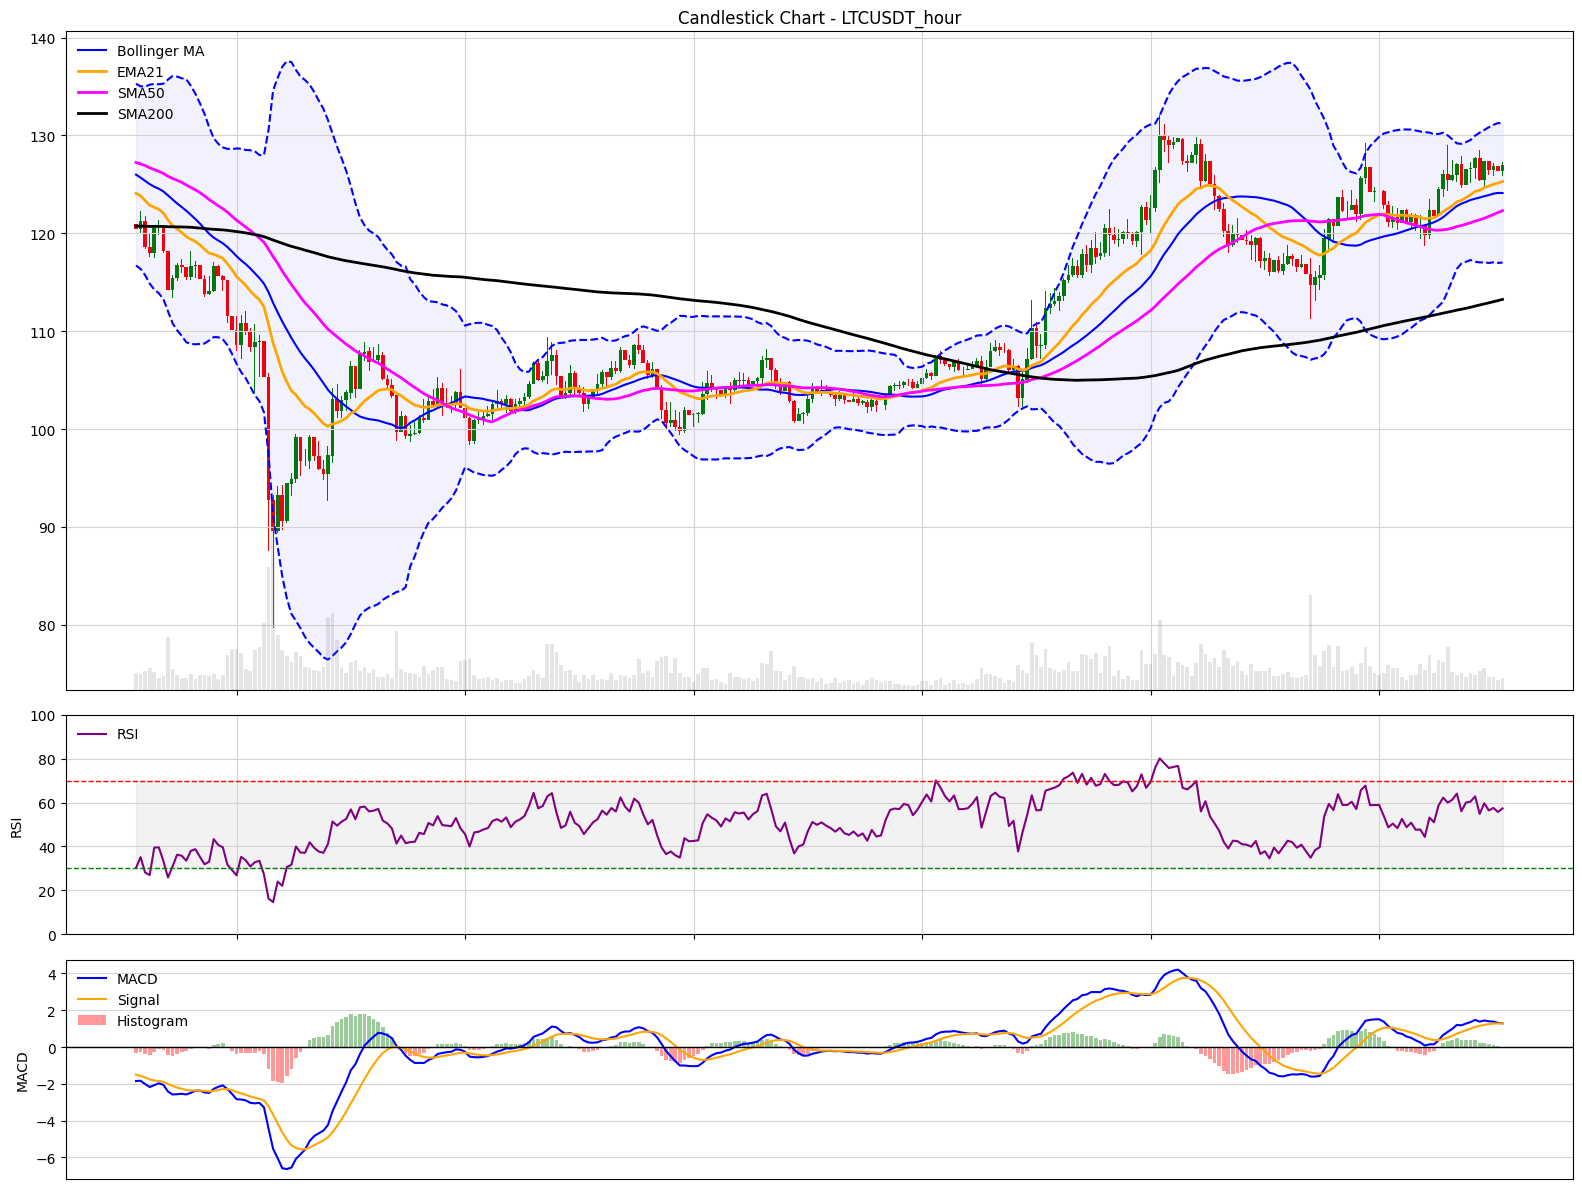 Candlestick Chart - LTCUSDT_hour
Bollinger MA
EMA21
SMA50
SMA200
140
130
120
110
100
90
80
RSI
100
80
60
40
20
0
RSI
MACD
Signal
Histogram
4
2
0
−2
−4
−6
MACD